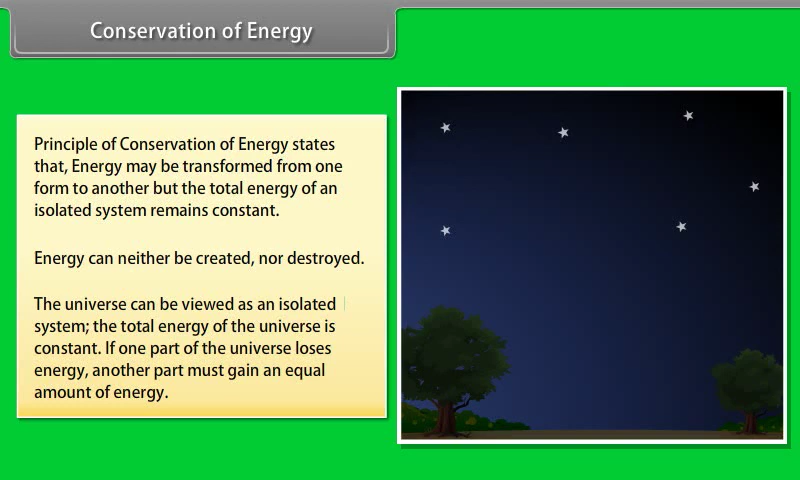 Conservation of Energy
Principle of Conservation of Energy states
that, Energy may be transformed from one
form to another but the total energy of an
isolated system remains constant.
Energy can neither be created, nor destroyed.
The universe can be viewed as an isolated
system; the total energy of the universe is
constant. If one part of the universe loses
energy, another part must gain an equal
amount of energy.